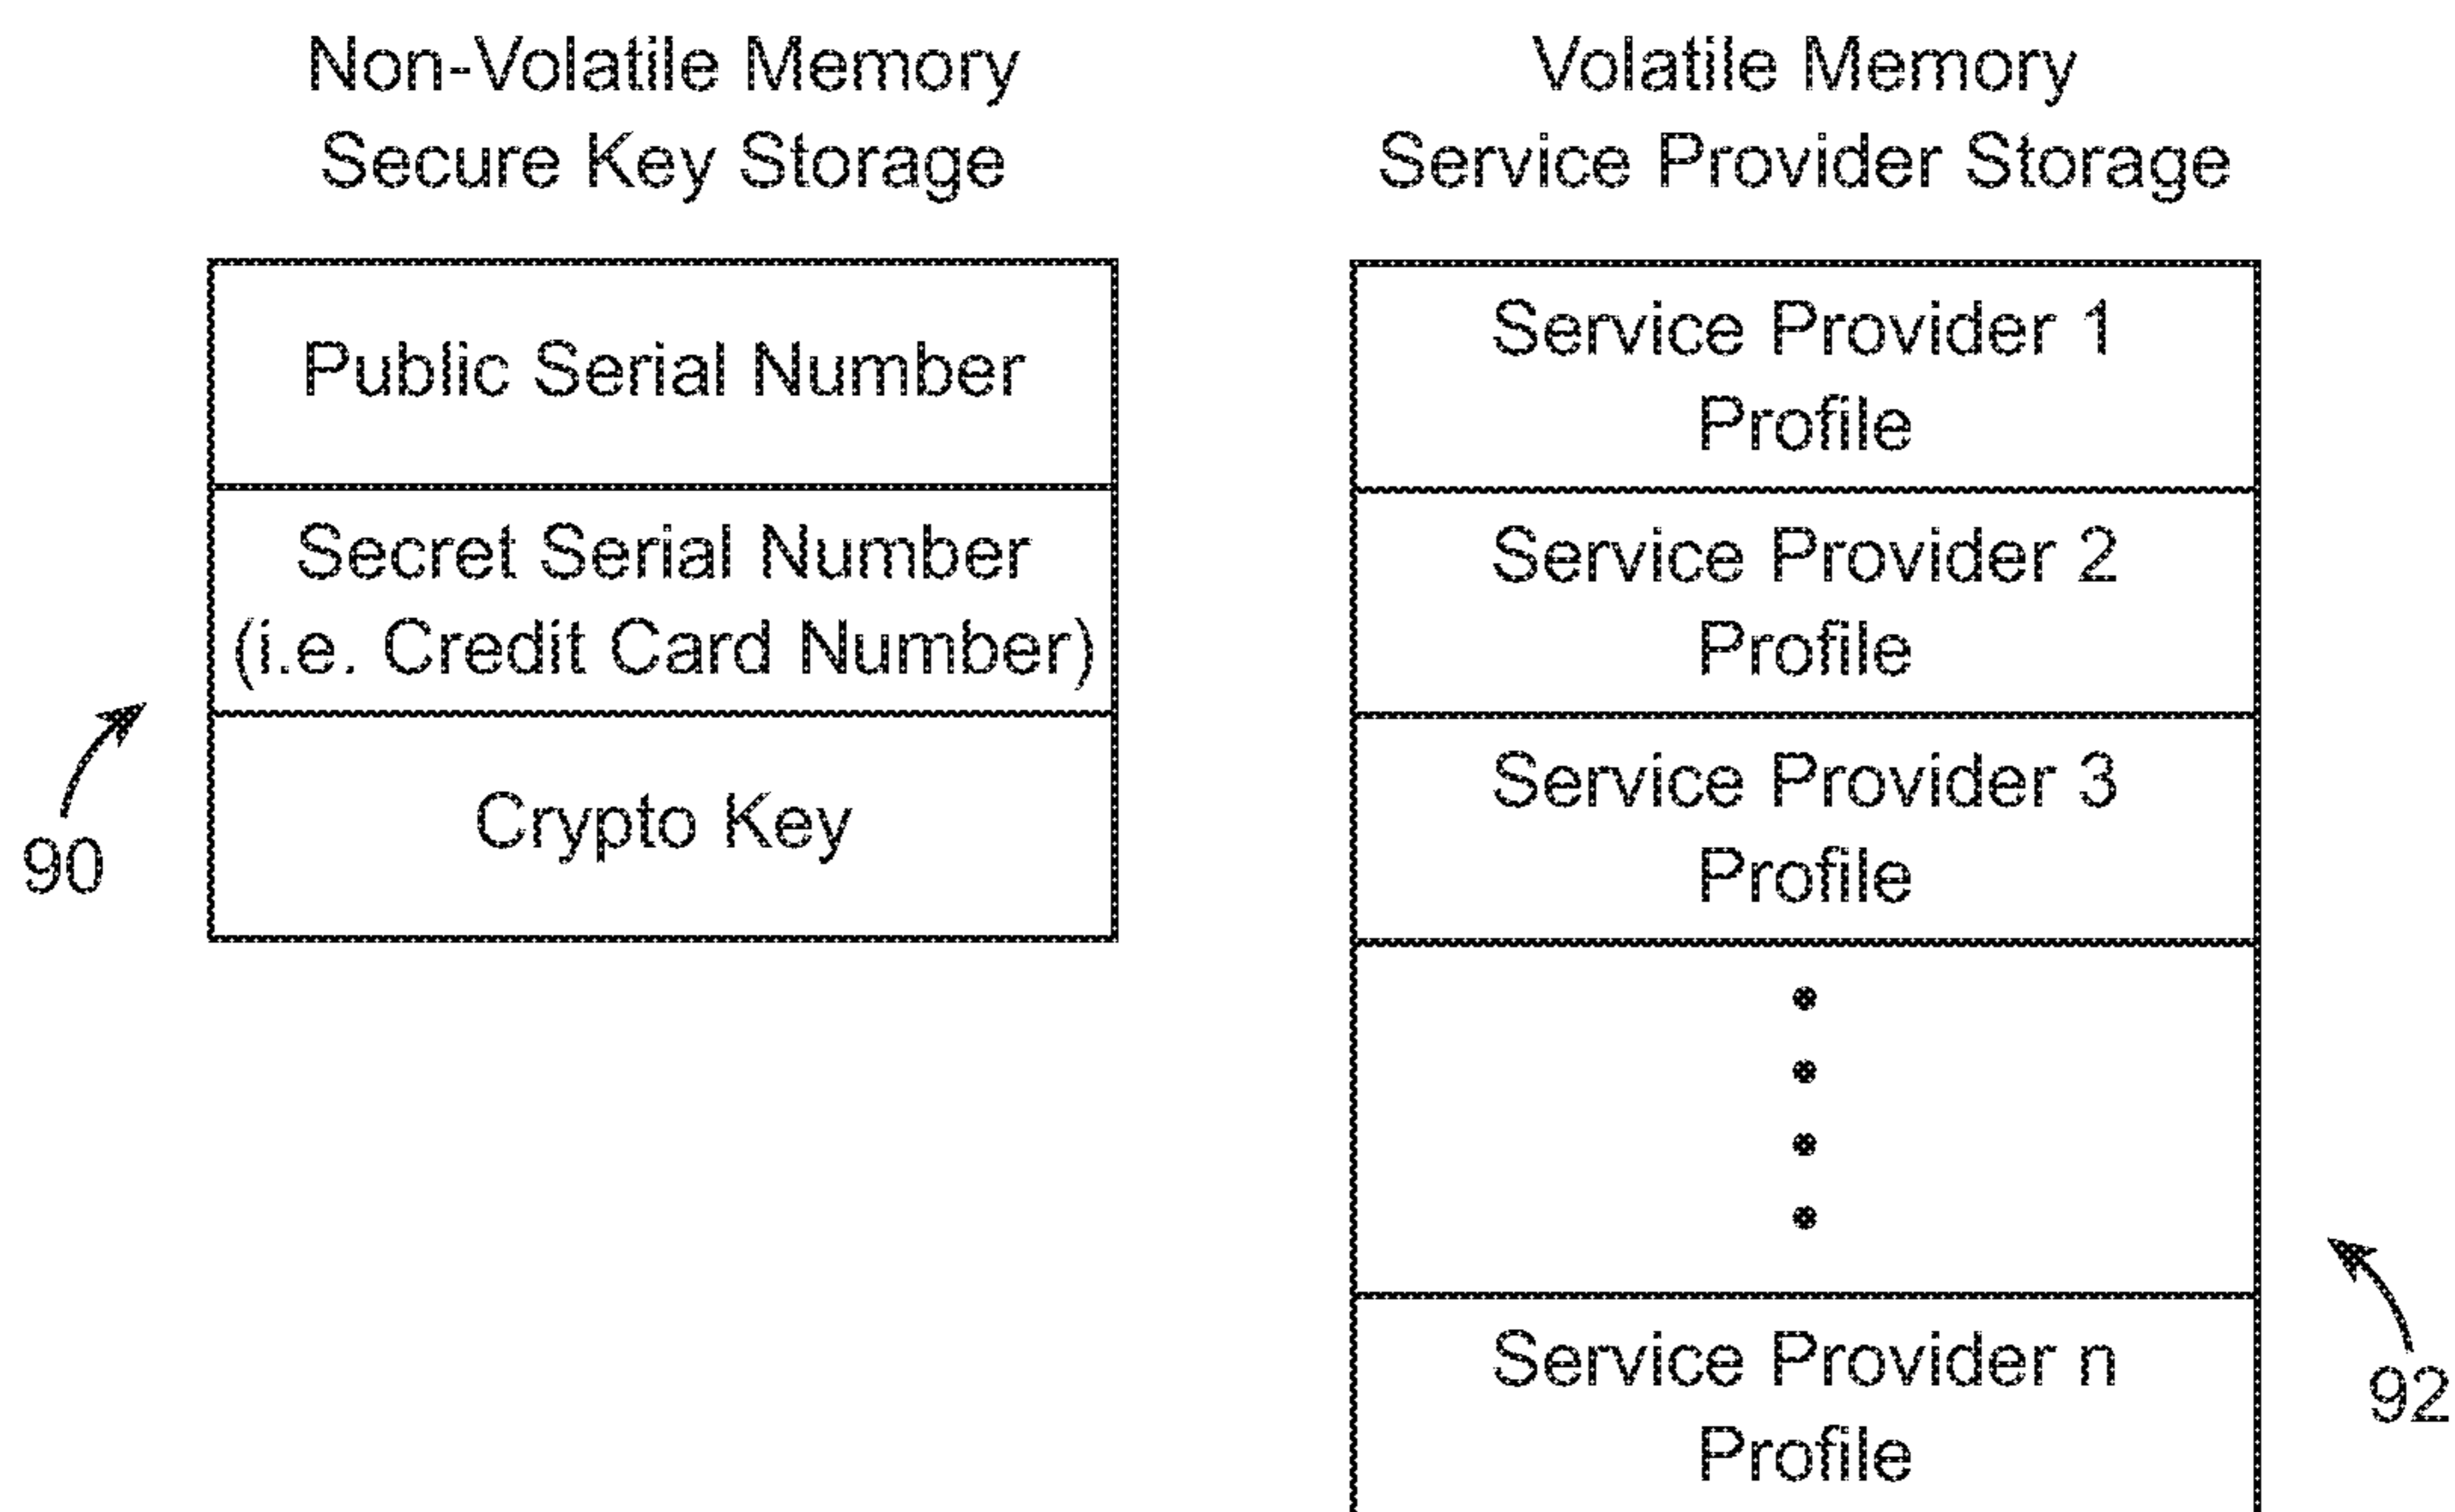 Non-Volatile Memory
Secure Key Storage
Public Serial Number
Secret Serial Number
(i.e. Credit Card Number)
Crypto Key
90
Volatile Memory
Service Provider Storage
Service Provider 1
Profile
Service Provider 2
Profile
Service Provider 3
Profile
Service Provider n
Profile
92